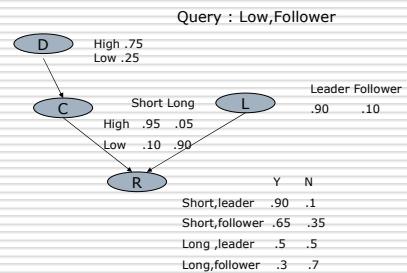 Query : Low,Follower
D
High .75
Low .25
Leader Follower
.90 .10
C
Short Long
L
High .95 .05
Low .10 .90
R
Y N
Short,leader .90 .1
Short,follower .65 .35
Long ,leader .5 .5
Long,follower .3 .7